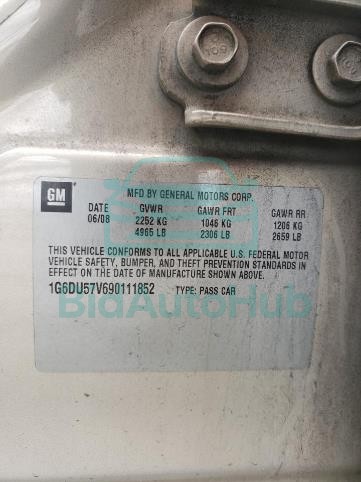 GM
MFD BY GENERAL MOTORS CORP.
DATE GVWR GAWR FRT GAWR RR
06/08 2252 KG 1046 KG 1206 KG
4965 LB 2306 LB 2659 LB
THIS VEHICLE CONFORMS TO ALL APPLICABLE U.S. FEDERAL MOTOR
VEHICLE SAFETY, BUMPER, AND THEFT PREVENTION STANDARDS IN
EFFECT ON THE DATE OF MANUFACTURE SHOWN ABOVE.
1G6DU57V690111852 TYPE: PASS CAR
BidAutoHub